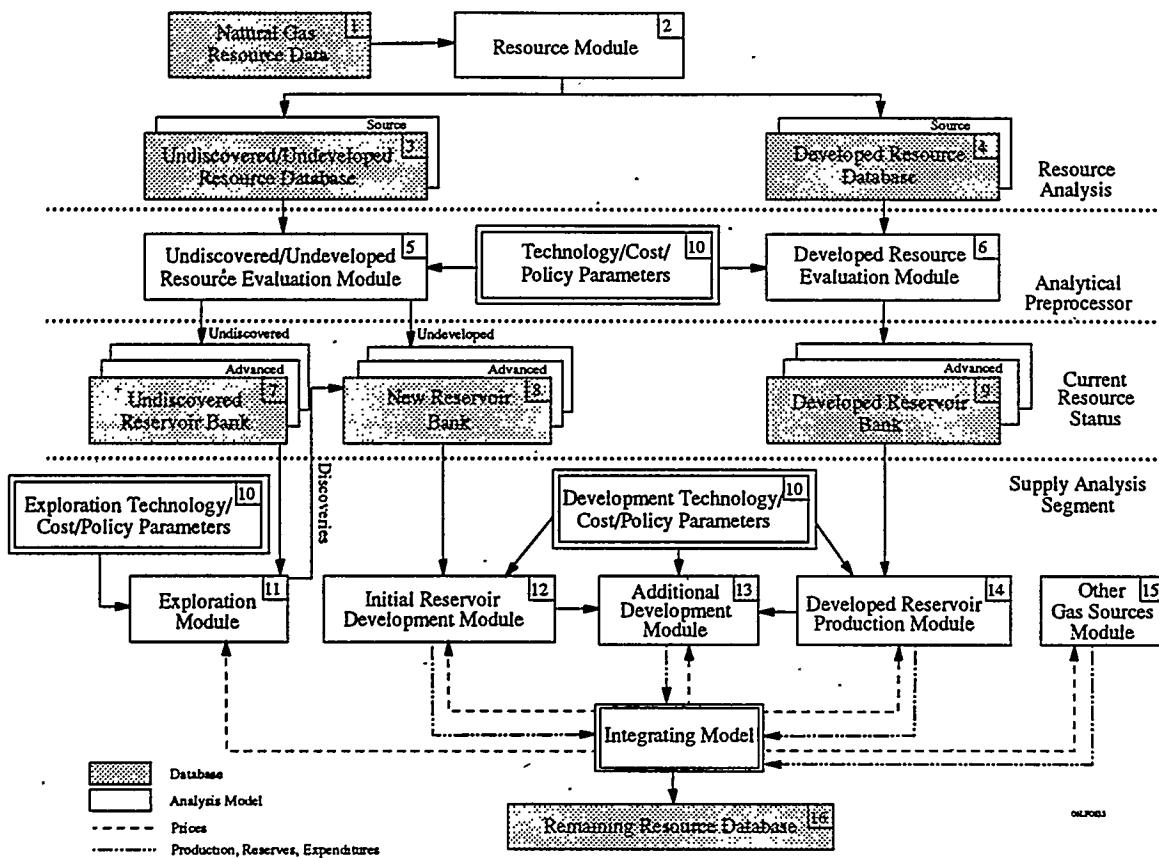 1
Natural Gas
Resource Data
2
Resource Module
Source
3
Undiscovered/Undeveloped
Resource Database
Source
4
Developed Resource
Database
Resource
Analysis
5
Undiscovered/Undeveloped
Resource Evaluation Module
10
Technology/Cost/
Policy Parameters
6
Developed Resource
Evaluation Module
Analytical
Preprocessor
Undiscovered
Undeveloped
Advanced
7
Undiscovered
Reservoir Bank
Advanced
8
New Reservoir
Bank
Advanced
9
Developed Reservoir
Bank
Current
Resource
Status
Discoveries
10
Exploration Technology/
Cost/Policy Parameters
10
Development Technology/
Cost/Policy Parameters
Supply Analysis
Segment
11
Exploration
Module
12
Initial Reservoir
Development Module
13
Additional
Development
Module
14
Developed Reservoir
Production Module
15
Other
Gas Sources
Module
Integrating Model
Database
Analysis Model
Prices
Production, Reserves, Expenditures
16
Remaining Resource Database